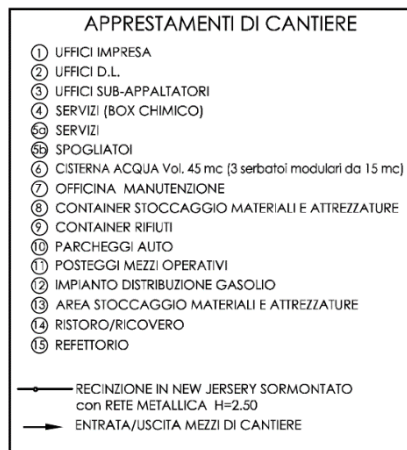 APPRESTAMENTI DI CANTIERE
1 UFFICI IMPRESA
2 UFFICI D.L.
3 UFFICI SUB-APPALTATORI
4 SERVIZI (BOX CHIMICO)
5a SERVIZI
5b SPOGLIATOI
6 CISTERNA ACQUA Vol. 45 mc (3 serbatoi modulari da 15 mc)
7 OFFICINA MANUTENZIONE
8 CONTAINER STOCCAGGIO MATERIALI E ATTREZZATURE
9 CONTAINER RIFIUTI
10 PARCHEGGI AUTO
11 POSTEGGI MEZZI OPERATIVI
12 IMPIANTO DISTRIBUZIONE GASOLIO
13 AREA STOCCAGGIO MATERIALI E ATTREZZATURE
14 RISTORO/RICOVERO
15 REFETTORIO
RECINZIONE IN NEW JERSERY SORMONTATO
con RETE METALLICA H=2.50
ENTRATA/USCITA MEZZI DI CANTIERE